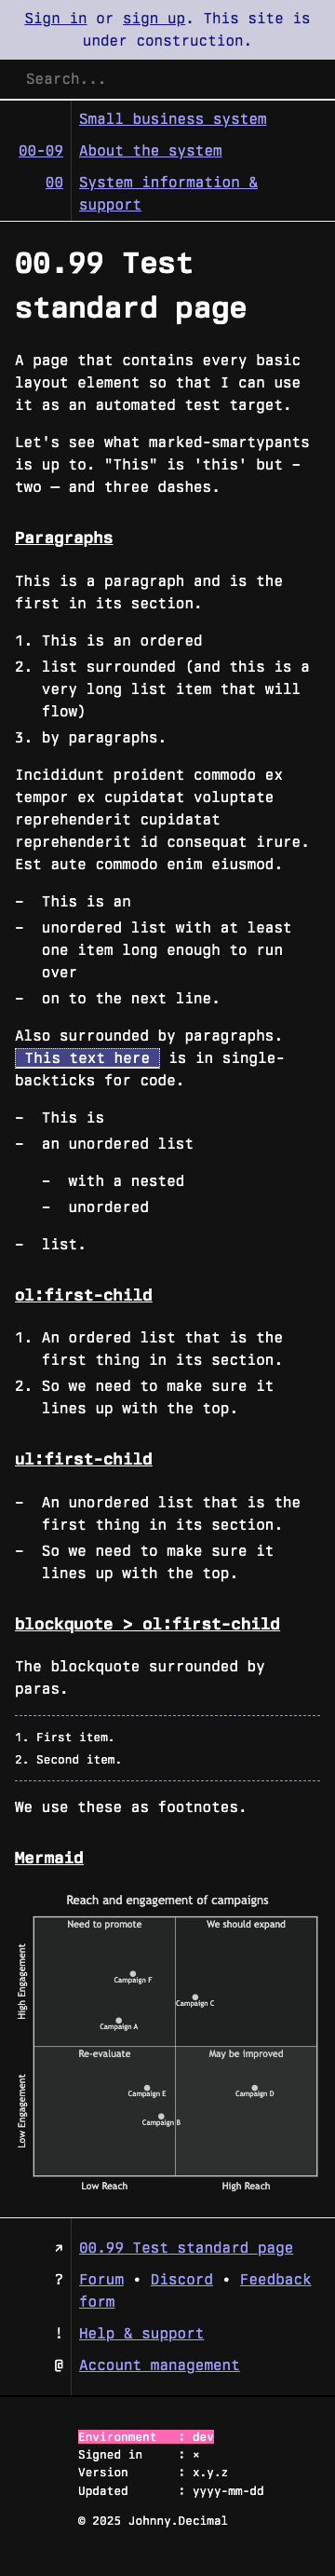 Sign in or sign up. This site is
under construction.
Search...
Small business system
00-09 About the system
00 System information &
support
00.99 Test
standard page
A page that contains every basic
layout element so that I can use
it as an automated test target.
Let's see what marked-smartypants
is up to. "This" is 'this' but –
two — and three dashes.
Paragraphs
This is a paragraph and is the
first in its section.
1. This is an ordered
2. list surrounded (and this is a
very long list item that will
flow)
3. by paragraphs.
Incididunt proident commodo ex
tempor ex cupidatat voluptate
reprehenderit cupidatat
reprehenderit id consequat irure.
Est aute commodo enim eiusmod.
– This is an
– unordered list with at least
one item long enough to run
over
– on to the next line.
Also surrounded by paragraphs.
This text here is in single-
backticks for code.
– This is
– an unordered list
– with a nested
– unordered
– list.
ol:first-child
1. An ordered list that is the
first thing in its section.
2. So we need to make sure it
lines up with the top.
ul:first-child
– An unordered list that is the
first thing in its section.
– So we need to make sure it
lines up with the top.
blockquote > ol:first-child
The blockquote surrounded by
paras.
1. First item.
2. Second item.
We use these as footnotes.
Mermaid
Reach and engagement of campaigns
Need to promote
We should expand
High Engagement
Campaign F
Campaign C
Campaign A
Re-evaluate
May be improved
Low Engagement
Campaign E
Campaign D
Campaign B
Low Reach
High Reach
↗ 00.99 Test standard page
? Forum • Discord • Feedback
form
! Help & support
@ Account management
Environment : dev
Signed in : ×
Version : x.y.z
Updated : yyyy-mm-dd
© 2025 Johnny.Decimal